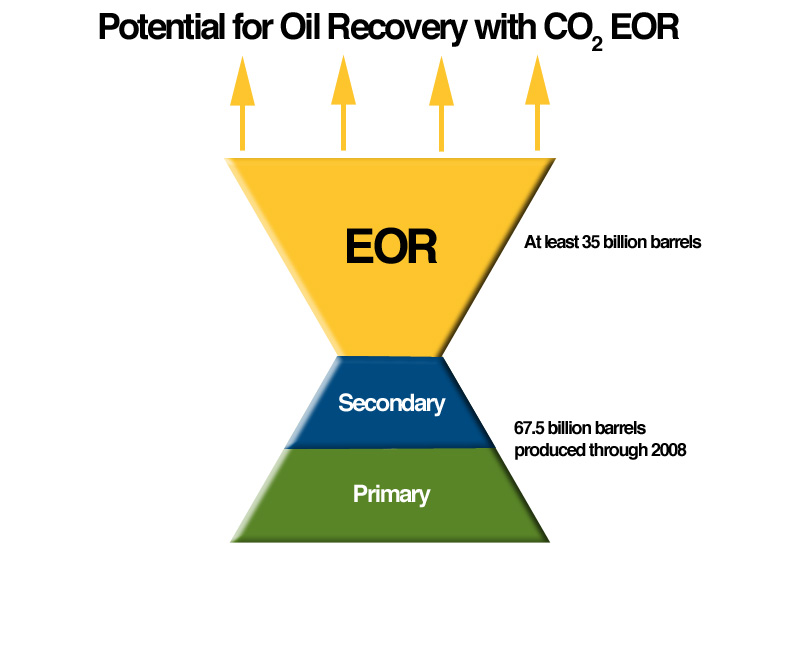 Potential for Oil Recovery with CO2 EOR
EOR
At least 35 billion barrels
Secondary
67.5 billion barrels
produced through 2008
Primary